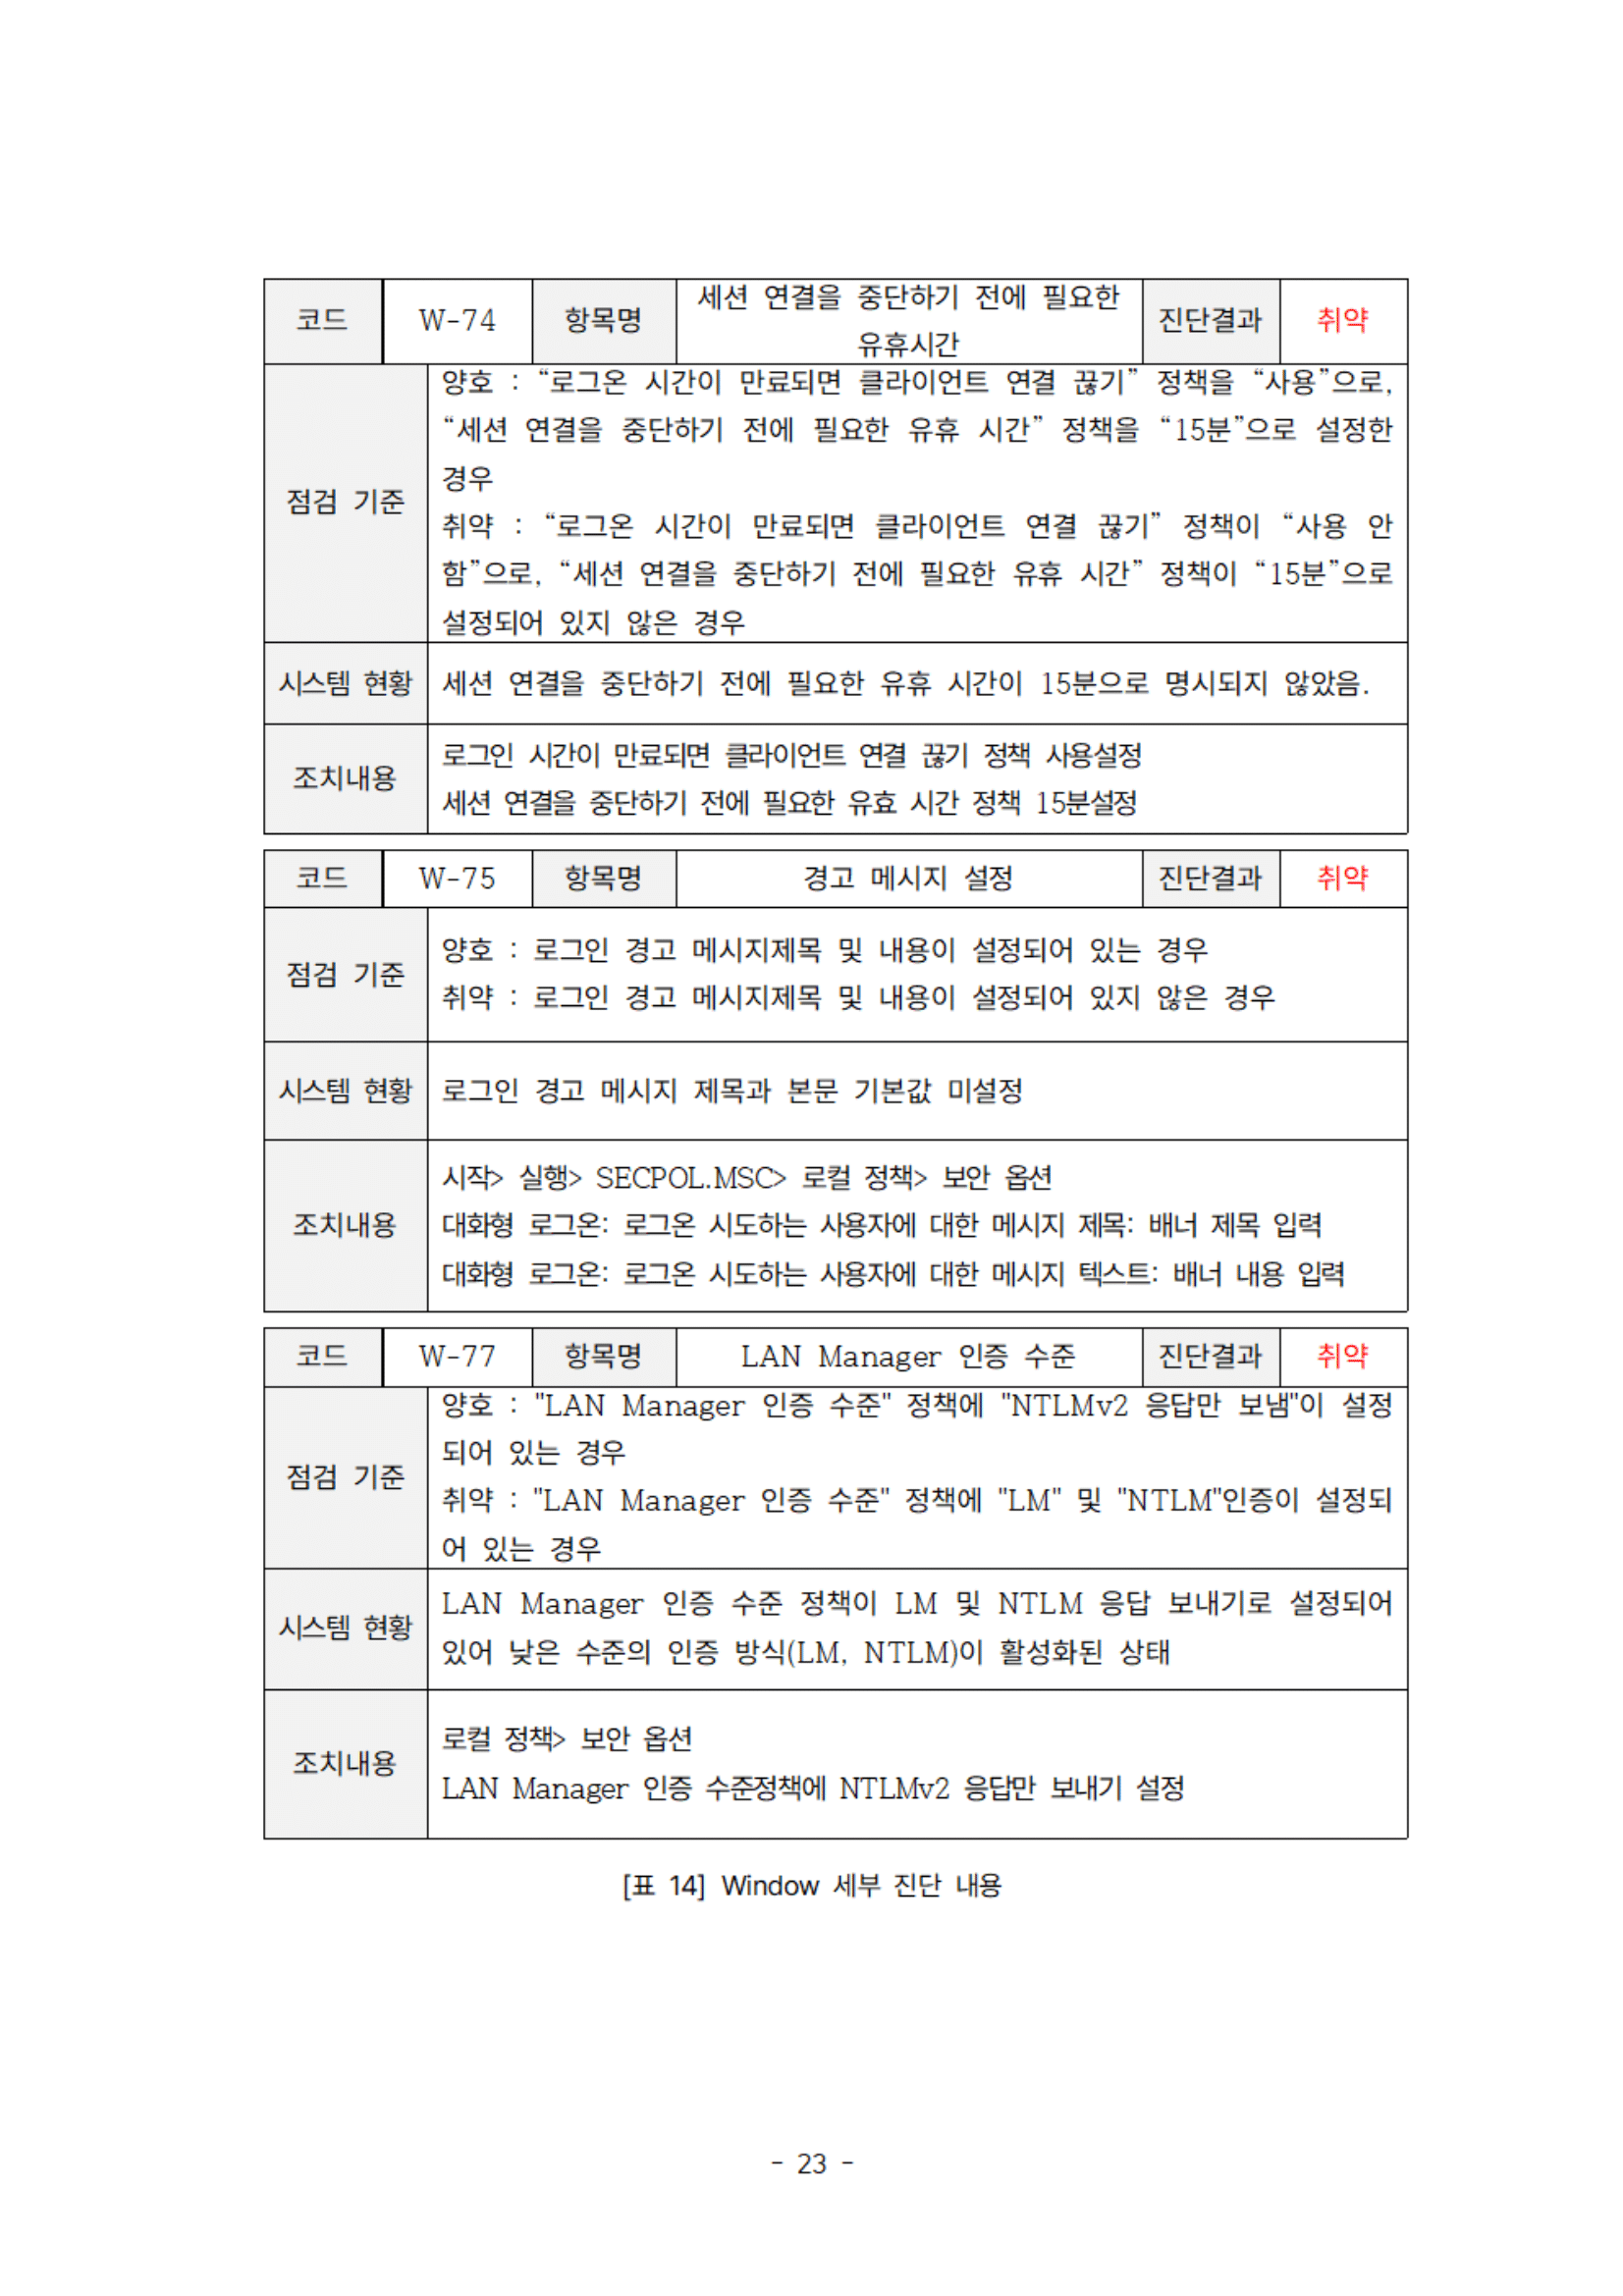 코드 W-74 항목명 세션 연결을 중단하기 전에 필요한 유휴시간 진단결과 취약
점검 기준
양호 : “로그온 시간이 만료되면 클라이언트 연결 끊기” 정책을 “사용”으로,
“세션 연결을 중단하기 전에 필요한 유휴 시간” 정책을 “15분”으로 설정한
경우
취약 : “로그온 시간이 만료되면 클라이언트 연결 끊기” 정책이 “사용 안
함”으로, “세션 연결을 중단하기 전에 필요한 유휴 시간” 정책이 “15분”으로
설정되어 있지 않은 경우
시스템 현황 세션 연결을 중단하기 전에 필요한 유휴 시간이 15분으로 명시되지 않았음.
조치내용
로그인 시간이 만료되면 클라이언트 연결 끊기 정책 사용설정
세션 연결을 중단하기 전에 필요한 유효 시간 정책 15분설정
코드 W-75 항목명 경고 메시지 설정 진단결과 취약
점검 기준
양호 : 로그인 경고 메시지제목 및 내용이 설정되어 있는 경우
취약 : 로그인 경고 메시지제목 및 내용이 설정되어 있지 않은 경우
시스템 현황 로그인 경고 메시지 제목과 본문 기본값 미설정
조치내용
시작> 실행> SECPOL.MSC> 로컬 정책> 보안 옵션
대화형 로그온: 로그온 시도하는 사용자에 대한 메시지 제목: 배너 제목 입력
대화형 로그온: 로그온 시도하는 사용자에 대한 메시지 텍스트: 배너 내용 입력
코드 W-77 항목명 LAN Manager 인증 수준 진단결과 취약
점검 기준
양호 : "LAN Manager 인증 수준" 정책에 "NTLMv2 응답만 보냄"이 설정
되어 있는 경우
취약 : "LAN Manager 인증 수준" 정책에 "LM" 및 "NTLM"인증이 설정되
어 있는 경우
시스템 현황
LAN Manager 인증 수준 정책이 LM 및 NTLM 응답 보내기로 설정되어
있어 낮은 수준의 인증 방식(LM, NTLM)이 활성화된 상태
조치내용
로컬 정책> 보안 옵션
LAN Manager 인증 수준정책에 NTLMv2 응답만 보내기 설정
[표 14] Window 세부 진단 내용
- 23 -